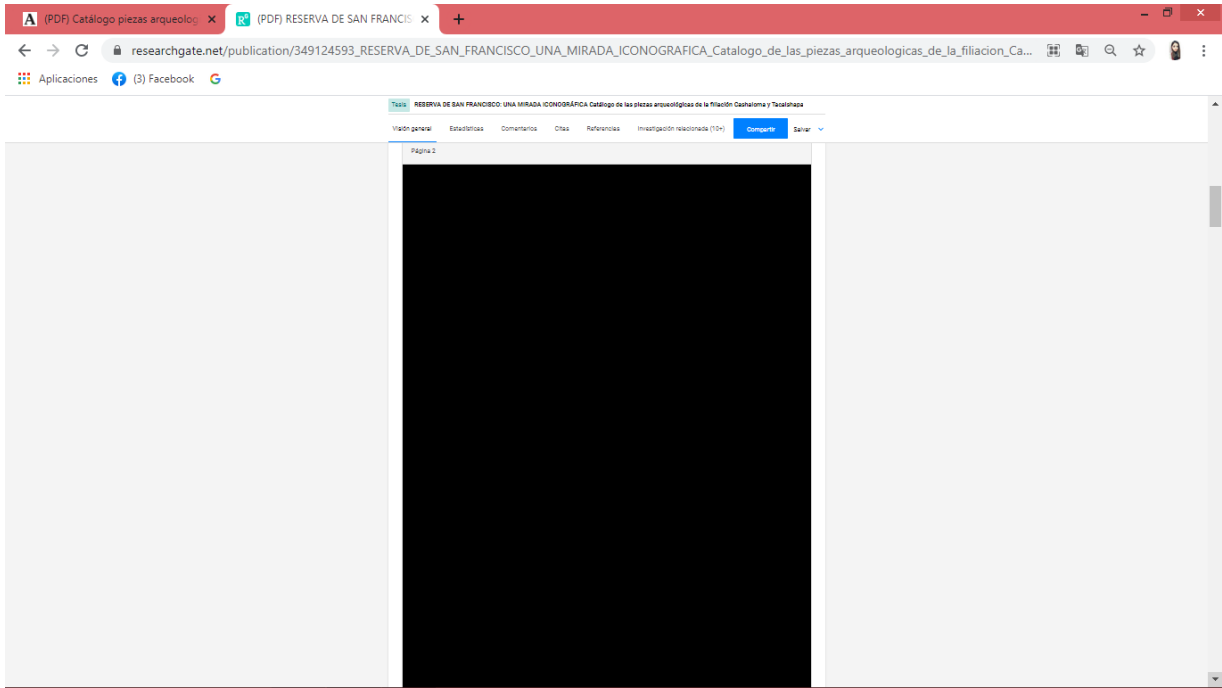 (PDF) Catálogo piezas arqueolog
(PDF) RESERVA DE SAN FRANCIS
researchgate.net/publication/349124593_RESERVA_DE_SAN_FRANCISCO_UNA_MIRADA_ICONOGRAFICA_Catalogo_de_las_piezas_arqueologicas_de_la_filiacion_Ca...
Aplicaciones (3) Facebook
Tesis RESERVA DE SAN FRANCISCO: UNA MIRADA ICONOGRÁFICA Catálogo de las piezas arqueológicas de la filiación Cashaloma y Tacalshapa
Visión general Estadísticas Comentarios Citas Referencias Investigación relacionada (10+) Compartir Salvar
Página 2